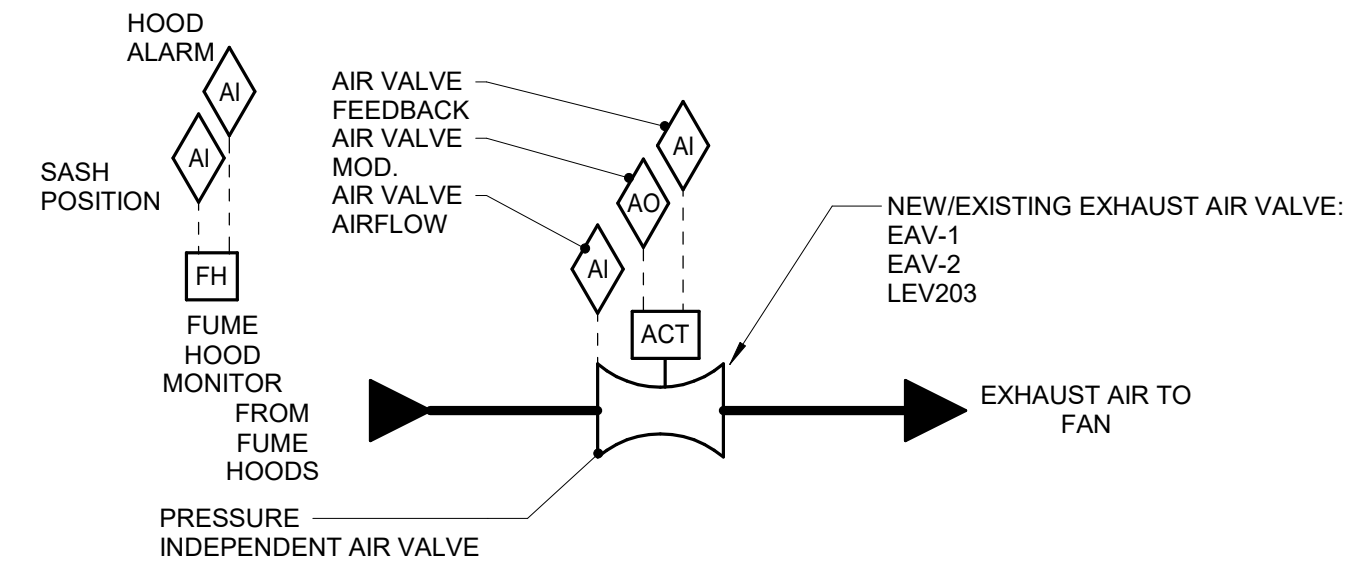 HOOD
ALARM
AI
AI
SASH
POSITION
FH
FUME
HOOD
MONITOR
FROM
FUME
HOODS
AIR VALVE
FEEDBACK
AIR VALVE
MOD.
AIR VALVE
AIRFLOW
AI
AO
AI
ACT
NEW/EXISTING EXHAUST AIR VALVE:
EAV-1
EAV-2
LEV203
EXHAUST AIR TO
FAN
PRESSURE
INDEPENDENT AIR VALVE